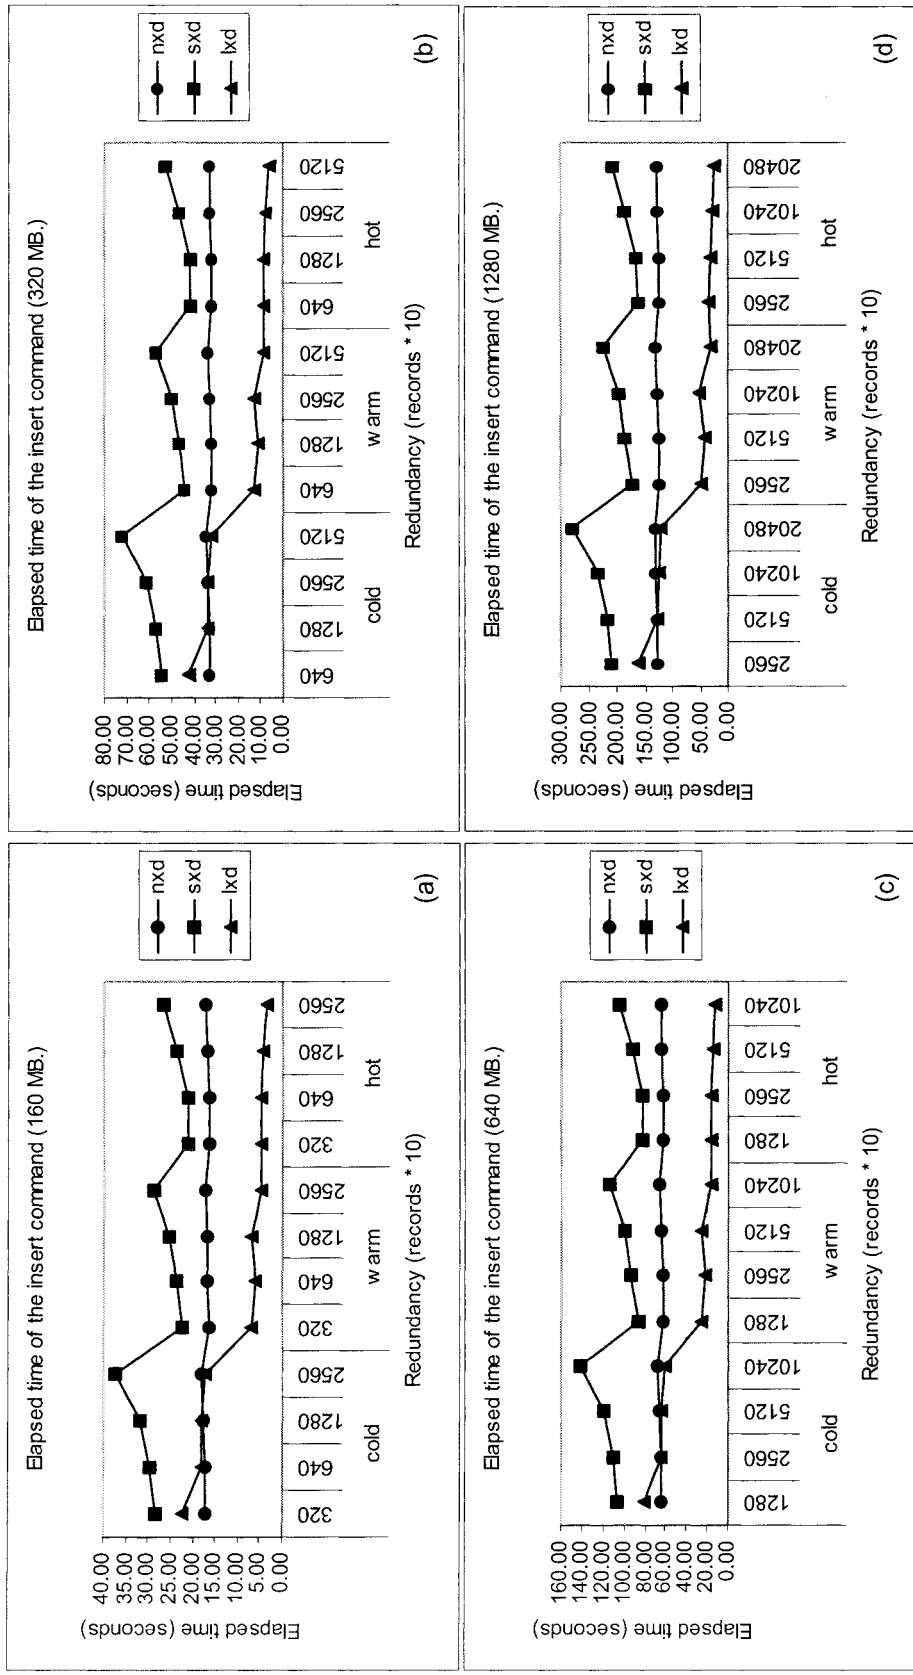 Elapsed time of the insert command (160 MB.)
Elapsed time (seconds)
40.00
35.00
30.00
25.00
20.00
15.00
10.00
5.00
0.00
320 640 1280 2560 320 640 1280 2560 320 640 1280 2560
cold warm hot
Redundancy (records * 10)
nxd
sxd
lxd
(a)
Elapsed time of the insert command (320 MB.)
Elapsed time (seconds)
80.00
70.00
60.00
50.00
40.00
30.00
20.00
10.00
0.00
640 1280 2560 5120 640 1280 2560 5120 640 1280 2560 5120
cold warm hot
Redundancy (records * 10)
nxd
sxd
lxd
(b)
Elapsed time of the insert command (640 MB.)
Elapsed time (seconds)
160.00
140.00
120.00
100.00
80.00
60.00
40.00
20.00
0.00
1280 2560 5120 10240 1280 2560 5120 10240 1280 2560 5120 10240
cold warm hot
Redundancy (records * 10)
nxd
sxd
lxd
(c)
Elapsed time of the insert command (1280 MB.)
Elapsed time (seconds)
300.00
250.00
200.00
150.00
100.00
50.00
0.00
2560 5120 10240 20480 2560 5120 10240 20480 2560 5120 10240 20480
cold warm hot
Redundancy (records * 10)
nxd
sxd
lxd
(d)